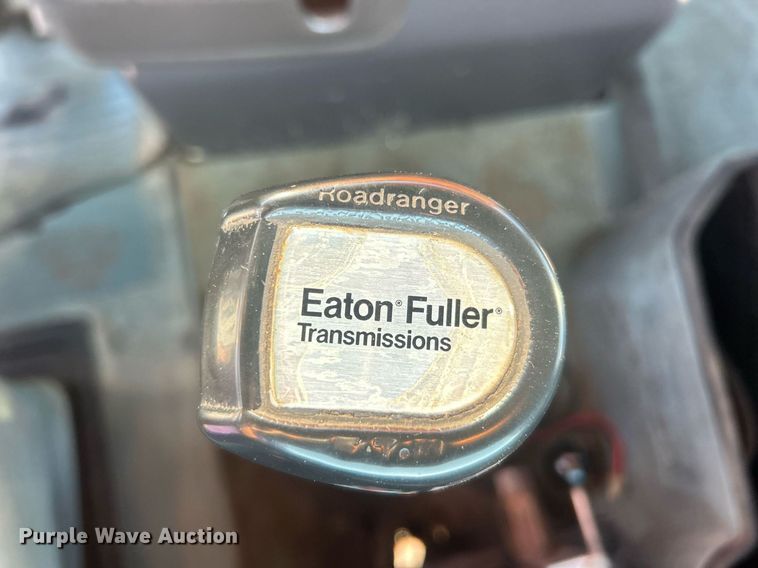 Roadranger
Eaton® Fuller®
Transmissions
Purple Wave Auction